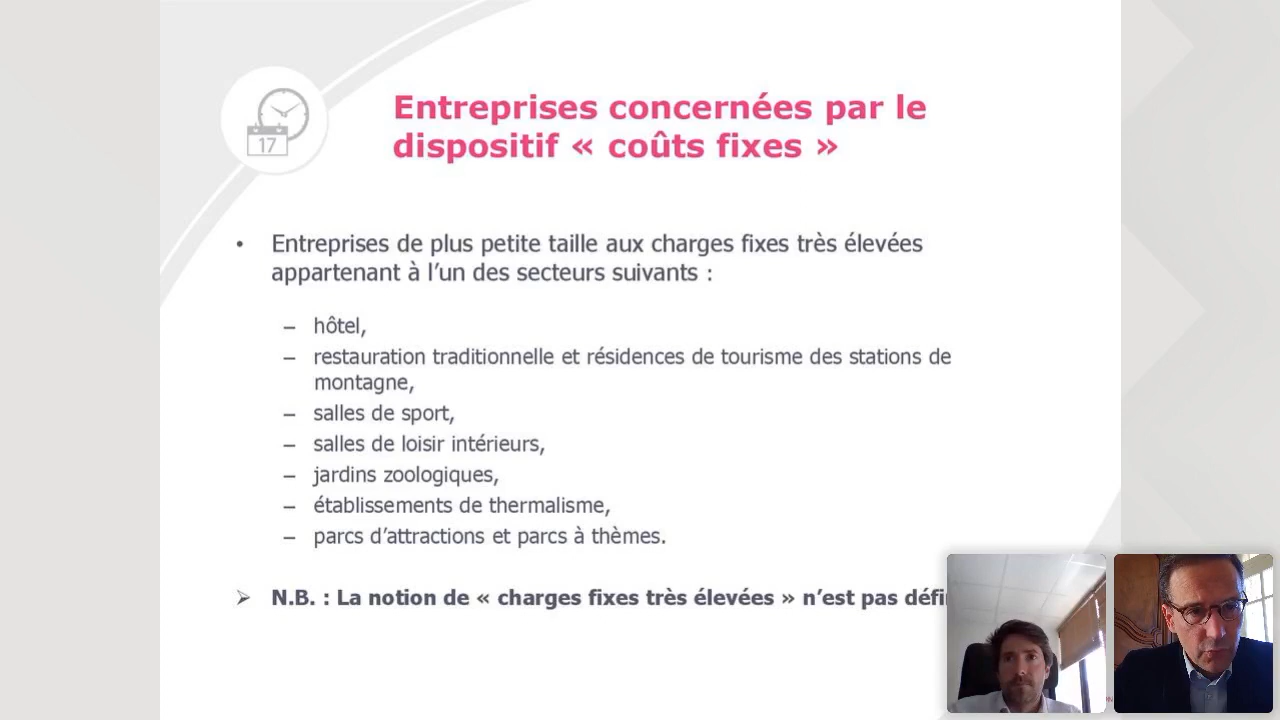 Entreprises concernées par le
dispositif « coûts fixes »
17
• Entreprises de plus petite taille aux charges fixes très élevées
appartenant à l’un des secteurs suivants :
– hôtel,
– restauration traditionnelle et résidences de tourisme des stations de
montagne,
– salles de sport,
– salles de loisir intérieurs,
– jardins zoologiques,
– établissements de thermalisme,
– parcs d’attractions et parcs à thèmes.
➢ N.B. : La notion de « charges fixes très élevées » n’est pas